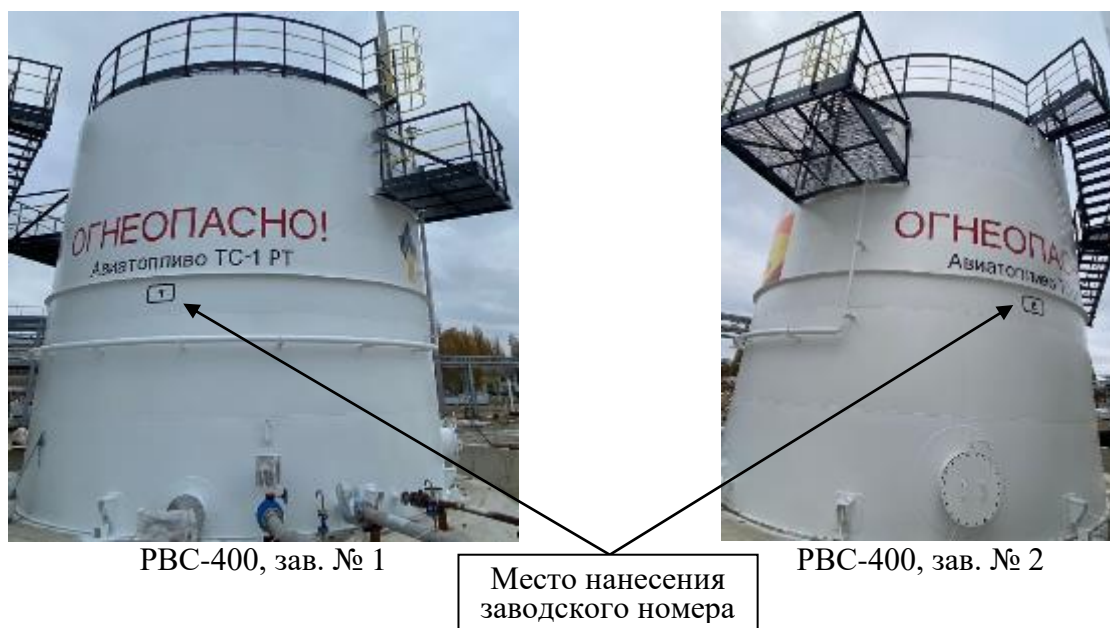 ОГНЕОПАСНО!
Авиатопливо ТС-1 РТ
1
ОГНЕОПАС
Авиатопливо Т
2
РВС-400, зав. № 1
РВС-400, зав. № 2
Место нанесения
заводского номера